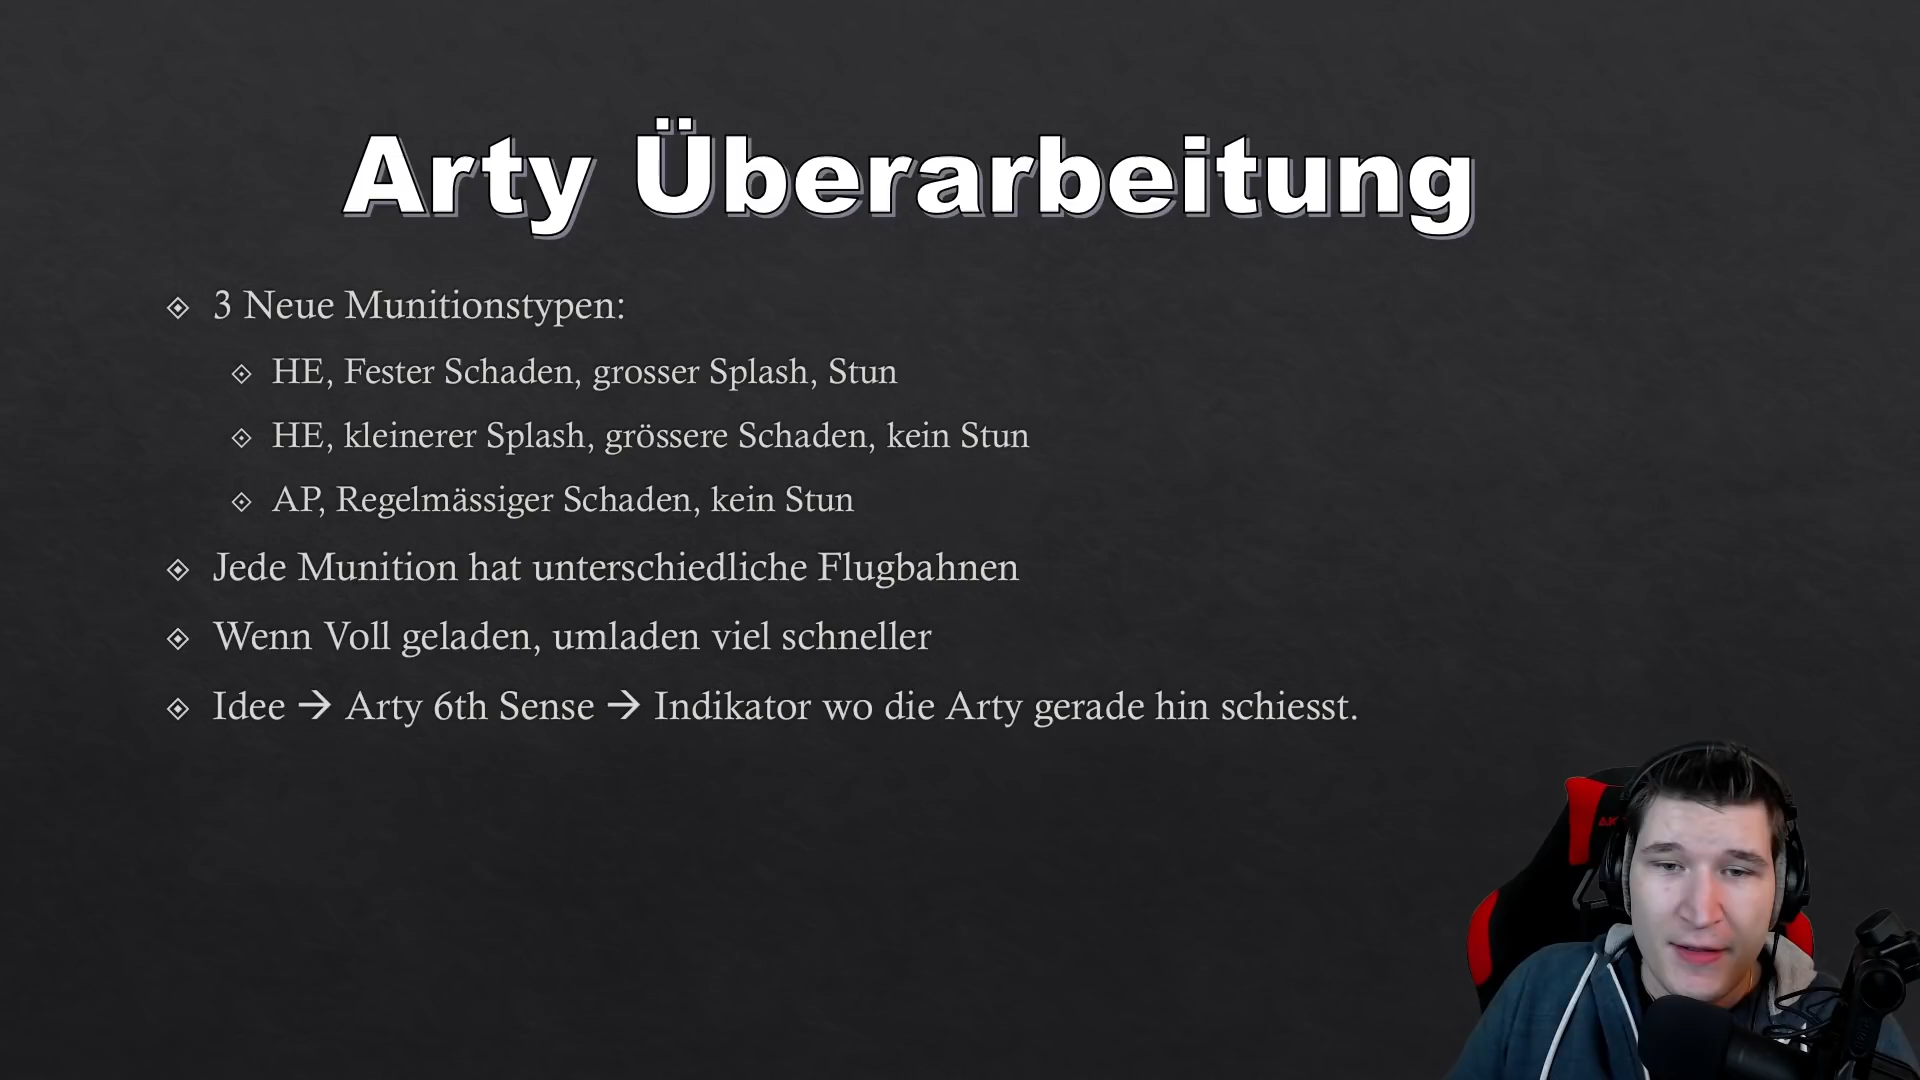 Arty Überarbeitung
3 Neue Munitionstypen:
HE, Fester Schaden, grosser Splash, Stun
HE, kleinerer Splash, grössere Schaden, kein Stun
AP, Regelmässiger Schaden, kein Stun
Jede Munition hat unterschiedliche Flugbahnen
Wenn Voll geladen, umladen viel schneller
Idee → Arty 6th Sense → Indikator wo die Arty gerade hin schiesst.